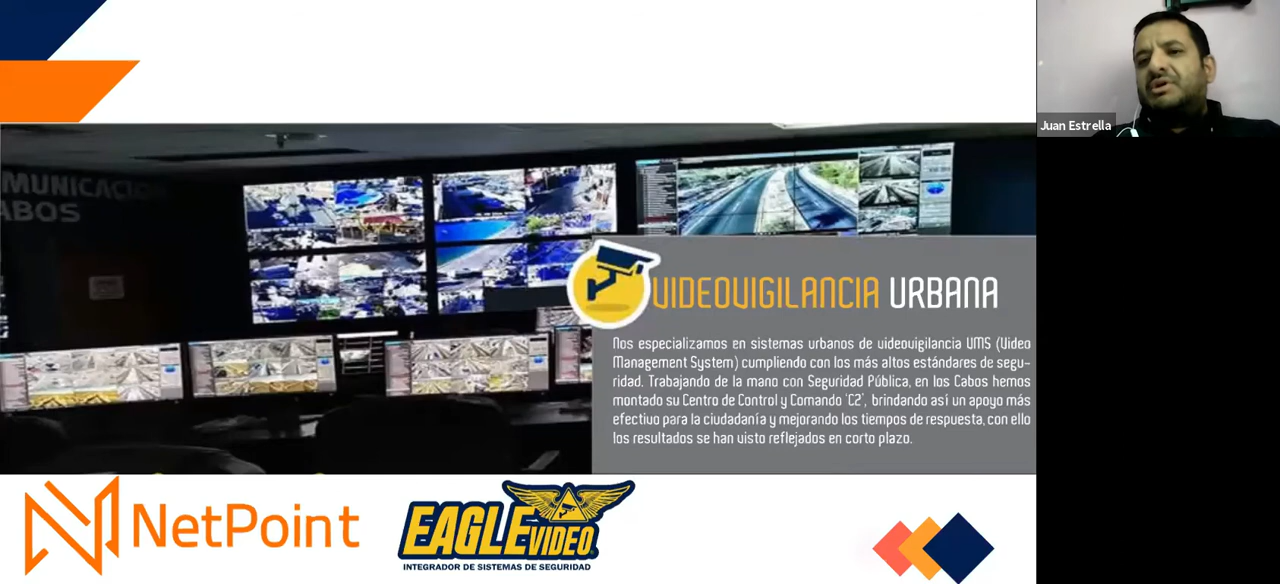 Juan Estrella
VIDEOVIGILANCIA URBANA
Nos especializamos en sistemas urbanos de videovigilancia VMS (Video
Management System) cumpliendo con los más altos estándares de segu-
ridad. Trabajando de la mano con Seguridad Pública, en los Cabos hemos
montado su Centro de Control y Comando 'C2', brindando así un apoyo más
efectivo para la ciudadanía y mejorando los tiempos de respuesta, con ello
los resultados se han visto reflejados en corto plazo.
NetPoint
EAGLE VIDEO
INTEGRADOR DE SISTEMAS DE SEGURIDAD